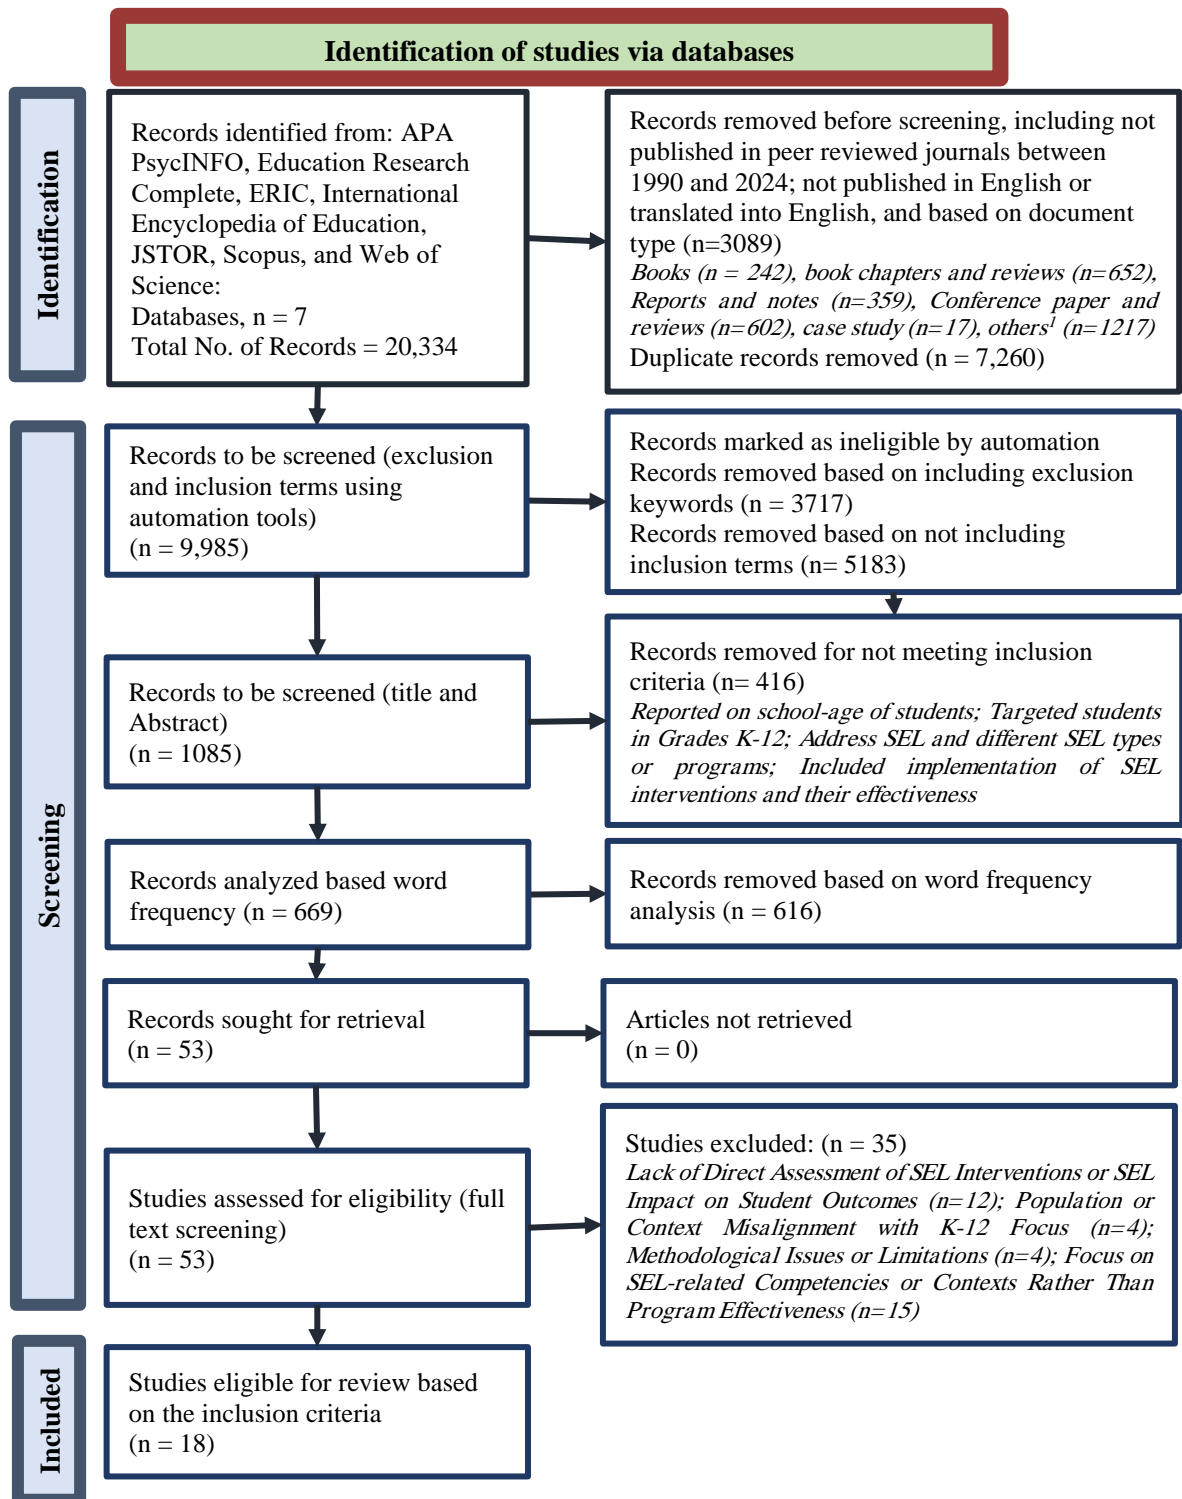 Identification of studies via databases
Identification
Records identified from: APA
PsycINFO, Education Research
Complete, ERIC, International
Encyclopedia of Education,
JSTOR, Scopus, and Web of
Science:
Databases, n = 7
Total No. of Records = 20,334
Records removed before screening, including not
published in peer reviewed journals between
1990 and 2024; not published in English or
translated into English, and based on document
type (n=3089)
Books (n = 242), book chapters and reviews (n=652),
Reports and notes (n=359), Conference paper and
reviews (n=602), case study (n=17), others¹ (n=1217)
Duplicate records removed (n = 7,260)
Screening
Records to be screened (exclusion
and inclusion terms using
automation tools)
(n = 9,985)
Records marked as ineligible by automation
Records removed based on including exclusion
keywords (n = 3717)
Records removed based on not including
inclusion terms (n= 5183)
Records to be screened (title and
Abstract)
(n = 1085)
Records removed for not meeting inclusion
criteria (n= 416)
Reported on school-age of students; Targeted students
in Grades K-12; Address SEL and different SEL types
or programs; Included implementation of SEL
interventions and their effectiveness
Records analyzed based word
frequency (n = 669)
Records removed based on word frequency
analysis (n = 616)
Records sought for retrieval
(n = 53)
Articles not retrieved
(n = 0)
Studies assessed for eligibility (full
text screening)
(n = 53)
Studies excluded: (n = 35)
Lack of Direct Assessment of SEL Interventions or SEL
Impact on Student Outcomes (n=12); Population or
Context Misalignment with K-12 Focus (n=4);
Methodological Issues or Limitations (n=4); Focus on
SEL-related Competencies or Contexts Rather Than
Program Effectiveness (n=15)
Included
Studies eligible for review based
on the inclusion criteria
(n = 18)